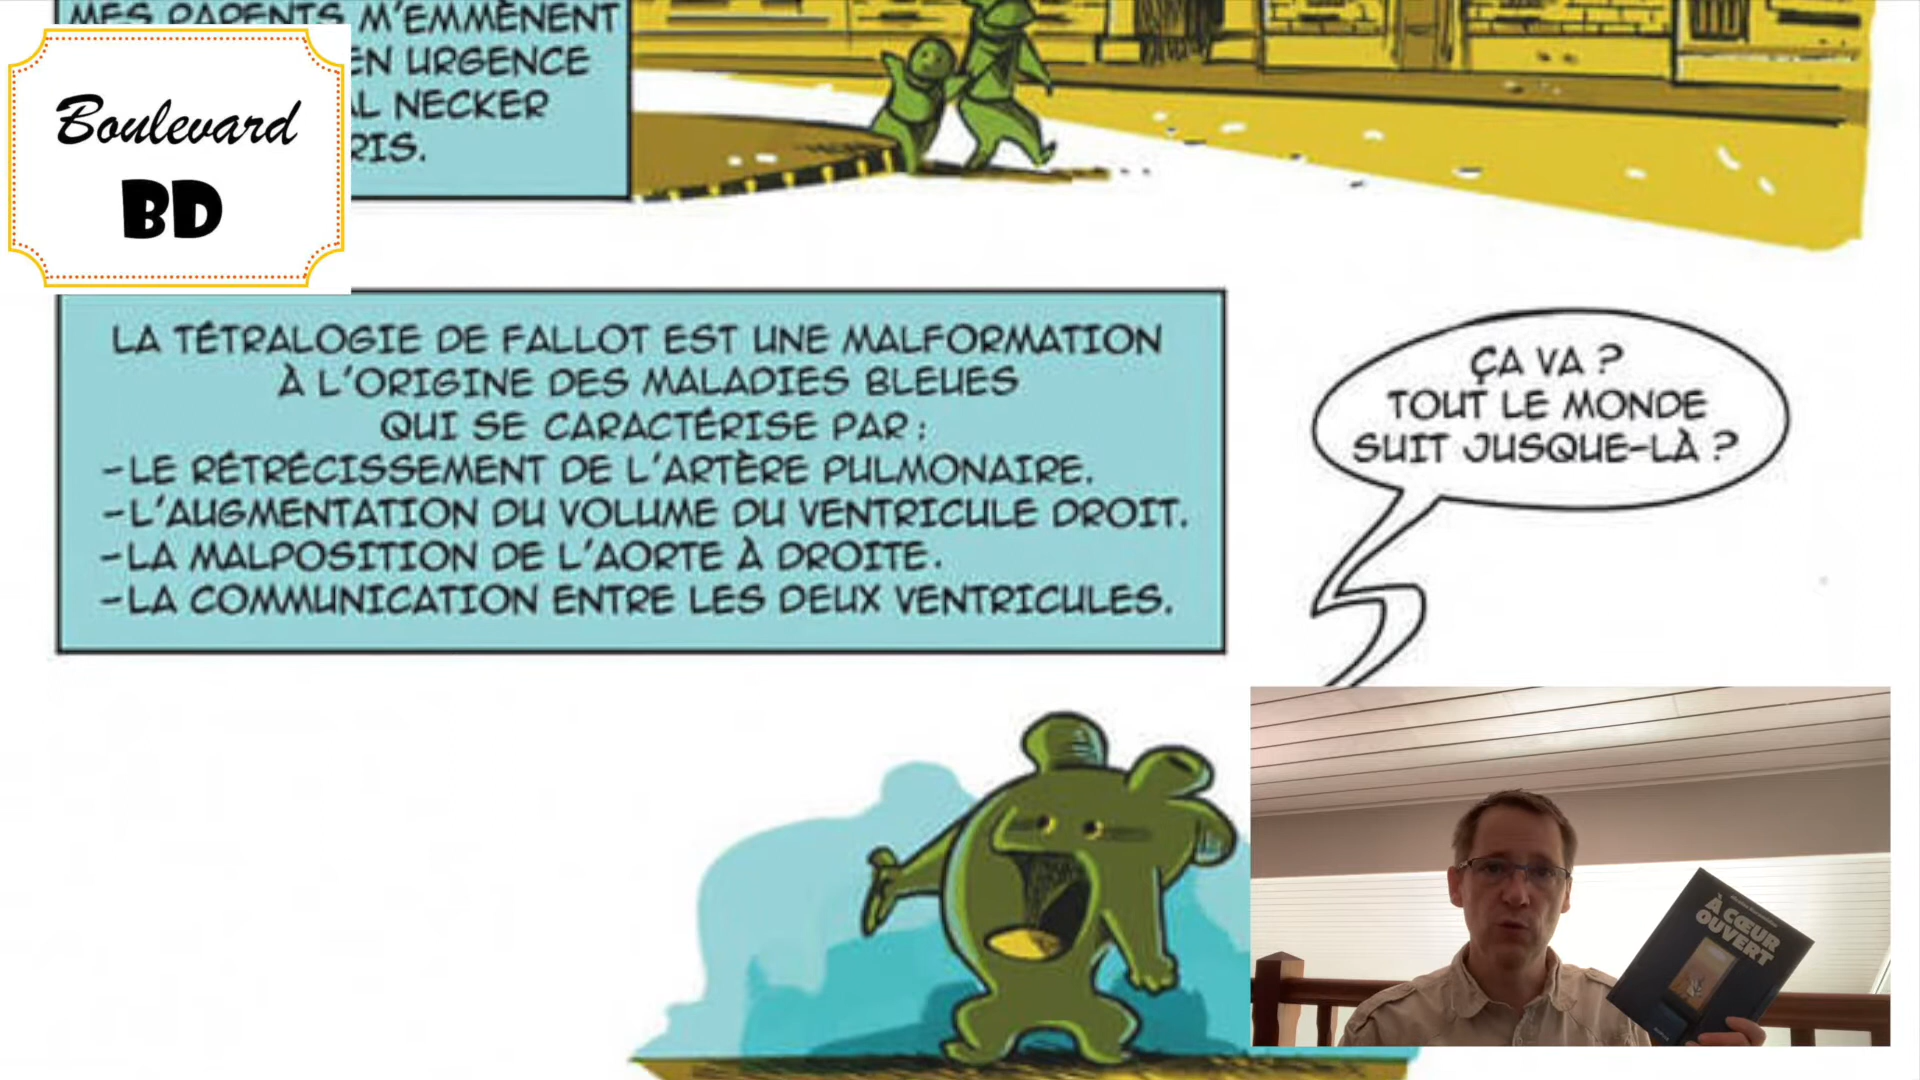 MES PARENTS M'EMMÈNENT
EN URGENCE
NECKER
Boulevard
BD
LA TÉTRALOGIE DE FALLOT EST UNE MALFORMATION
À L'ORIGINE DES MALADIES BLEUES
QUI SE CARACTÉRISE PAR :
-LE RÉTRÉCISSEMENT DE L'ARTÈRE PULMONAIRE.
-L'AUGMENTATION DU VOLUME DU VENTRICULE DROIT.
-LA MALPOSITION DE L'AORTE À DROITE.
-LA COMMUNICATION ENTRE LES DEUX VENTRICULES.
ÇA VA ?
TOUT LE MONDE
SUIT JUSQUE-LÀ ?
À CŒUR
OUVERT